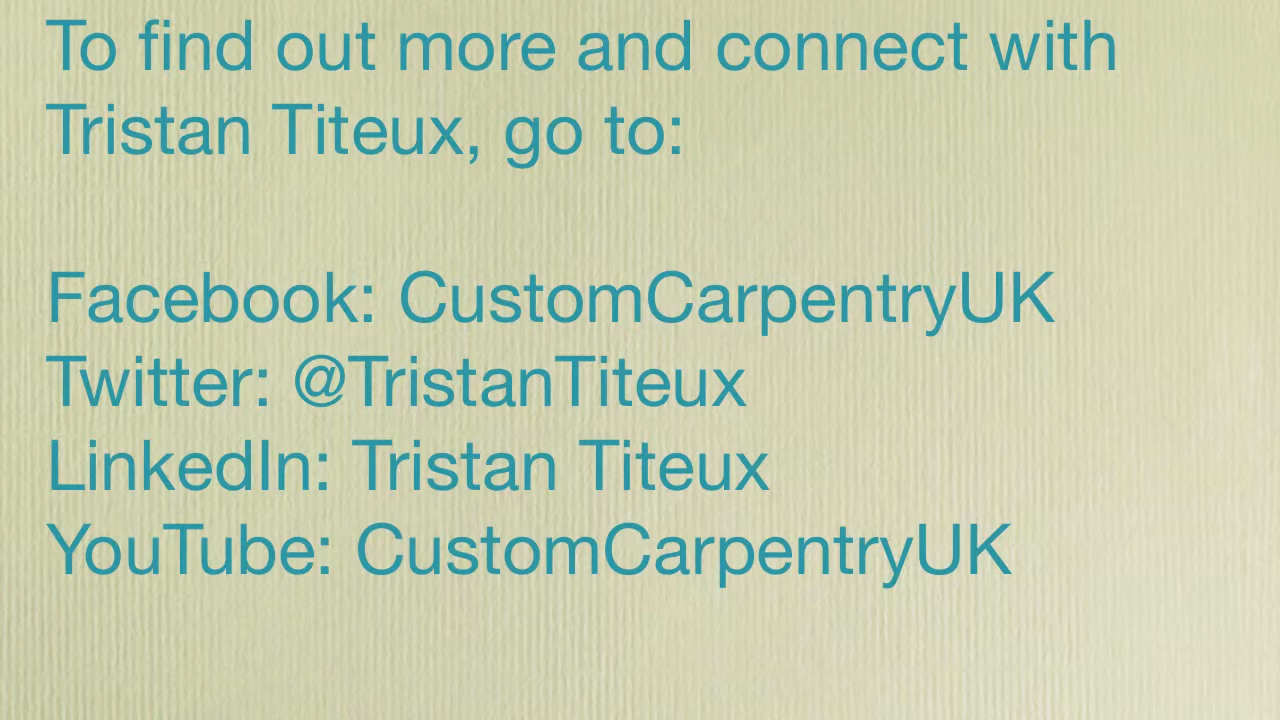 To find out more and connect with
Tristan Titeux, go to:
Facebook: CustomCarpentryUK
Twitter: @TristanTiteux
LinkedIn: Tristan Titeux
YouTube: CustomCarpentryUK